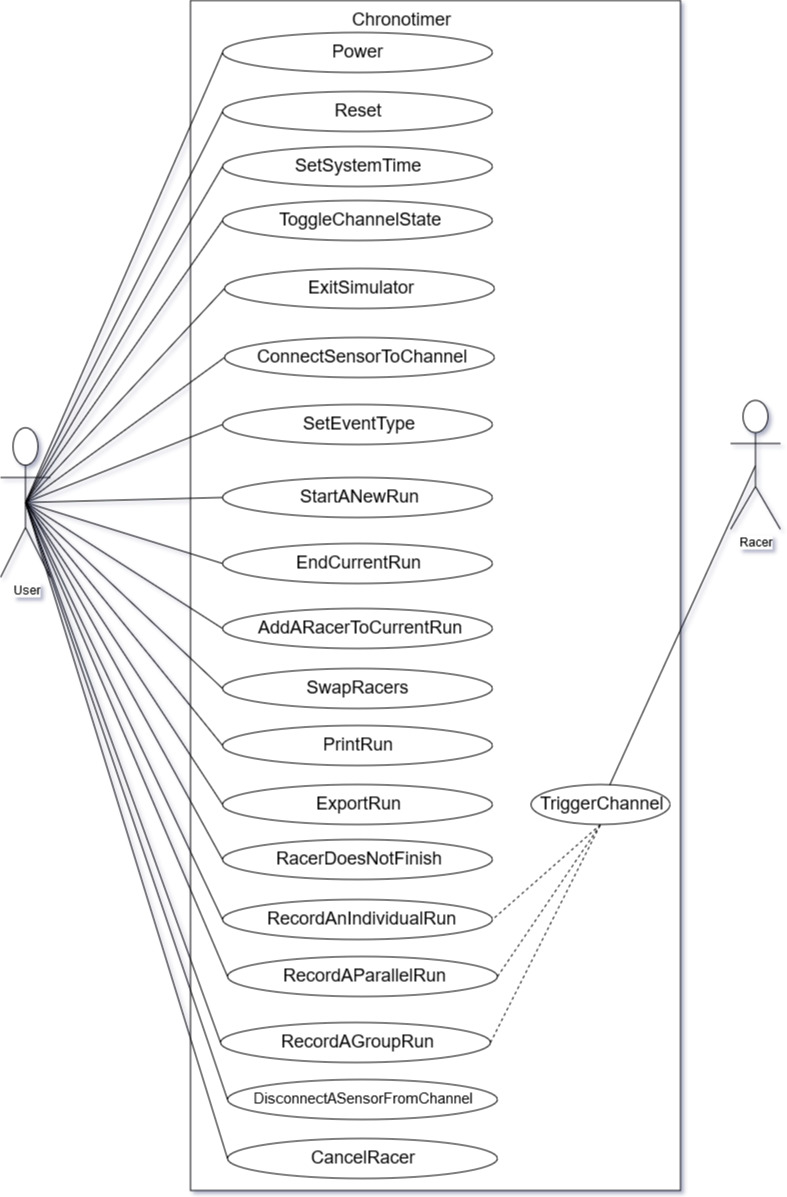 Chronotimer
Power
Reset
SetSystemTime
ToggleChannelState
ExitSimulator
ConnectSensorToChannel
SetEventType
StartANewRun
EndCurrentRun
AddARacerToCurrentRun
SwapRacers
PrintRun
ExportRun
RacerDoesNotFinish
RecordAnIndividualRun
RecordAParallelRun
RecordAGroupRun
DisconnectASensorFromChannel
CancelRacer
User
TriggerChannel
Racer